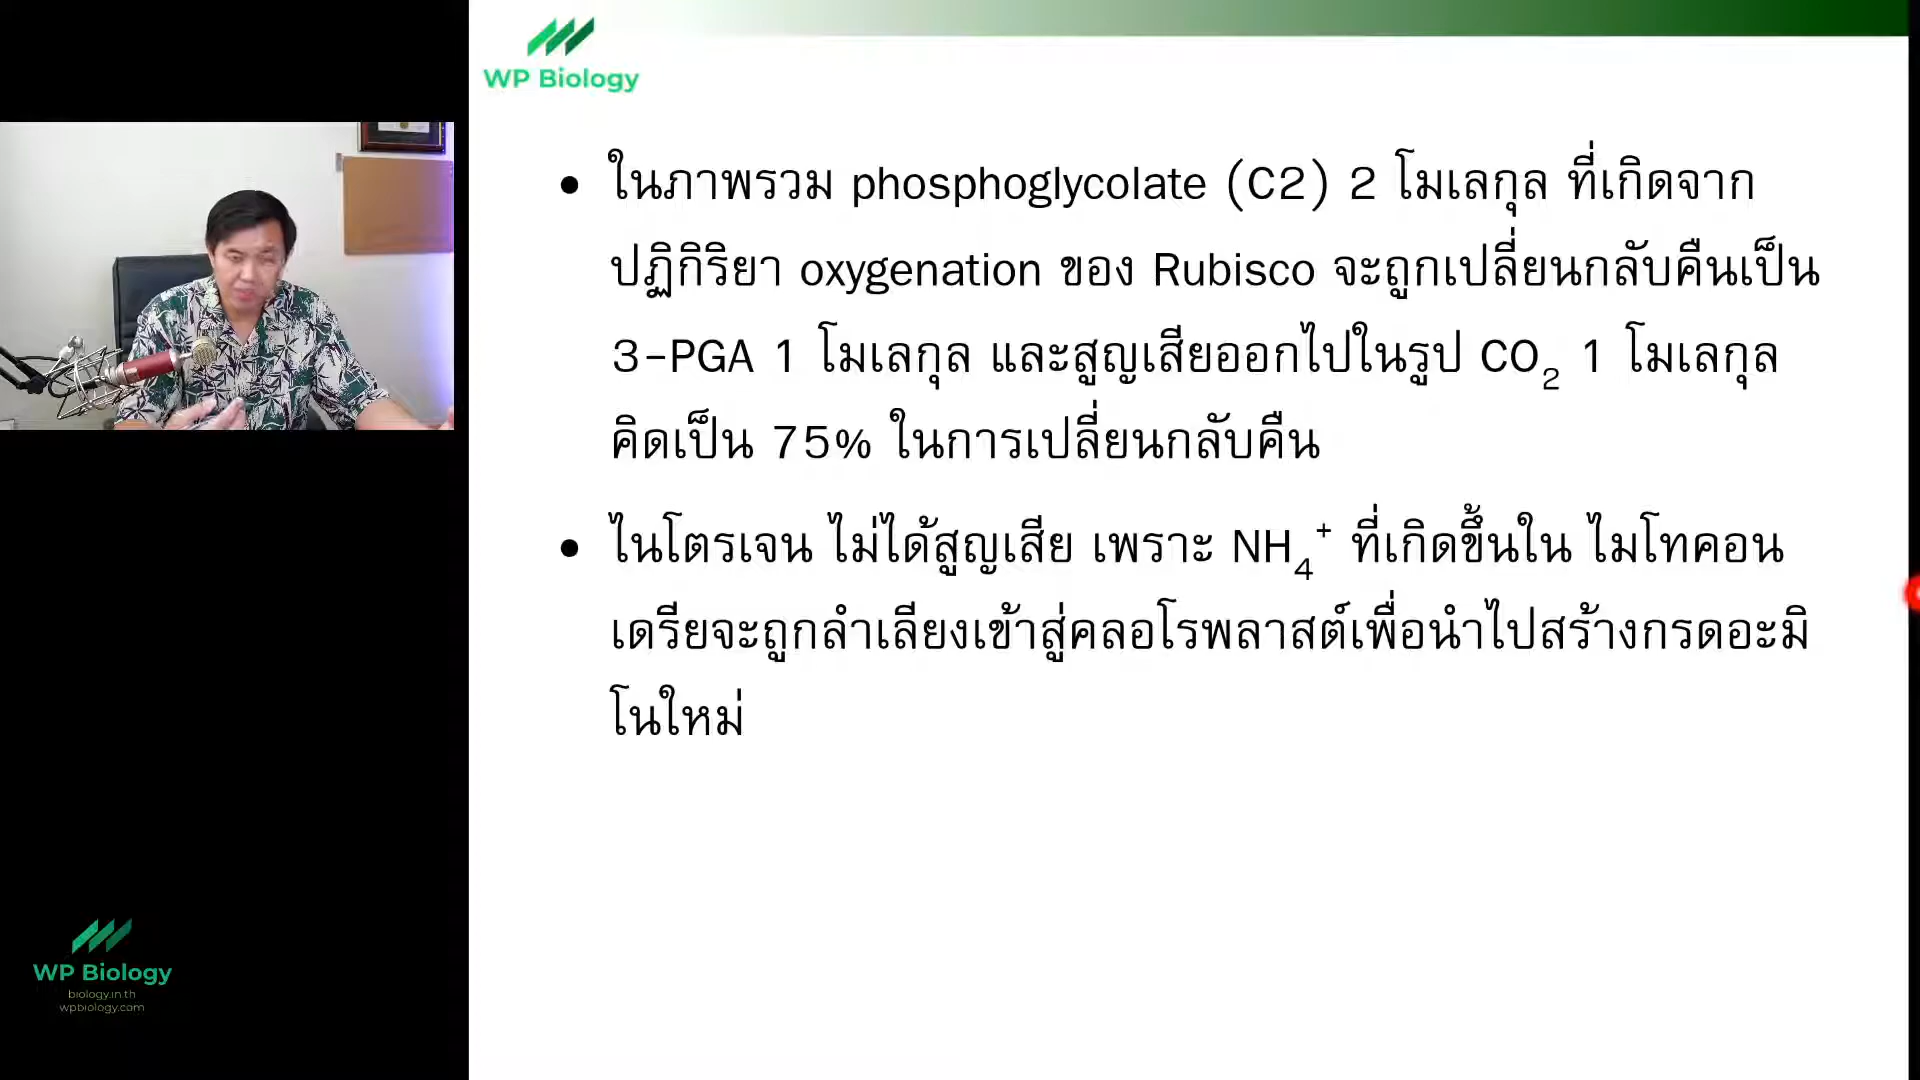 WP Biology
• ในภาพรวม phosphoglycolate (C2) 2 โมเลกุล ที่เกิดจาก
ปฏิกิริยา oxygenation ของ Rubisco จะถูกเปลี่ยนกลับคืนเป็น
3-PGA 1 โมเลกุล และสูญเสียออกไปในรูป CO₂ 1 โมเลกุล
คิดเป็น 75% ในการเปลี่ยนกลับคืน
• ไนโตรเจน ไม่ได้สูญเสีย เพราะ NH₄⁺ ที่เกิดขึ้นใน ไมโทคอน
เดรียจะถูกลำเลียงเข้าสู่คลอโรพลาสต์เพื่อนำไปสร้างกรดอะมิ
โนใหม่
WP Biology
biology.in.th
wpbiology.com